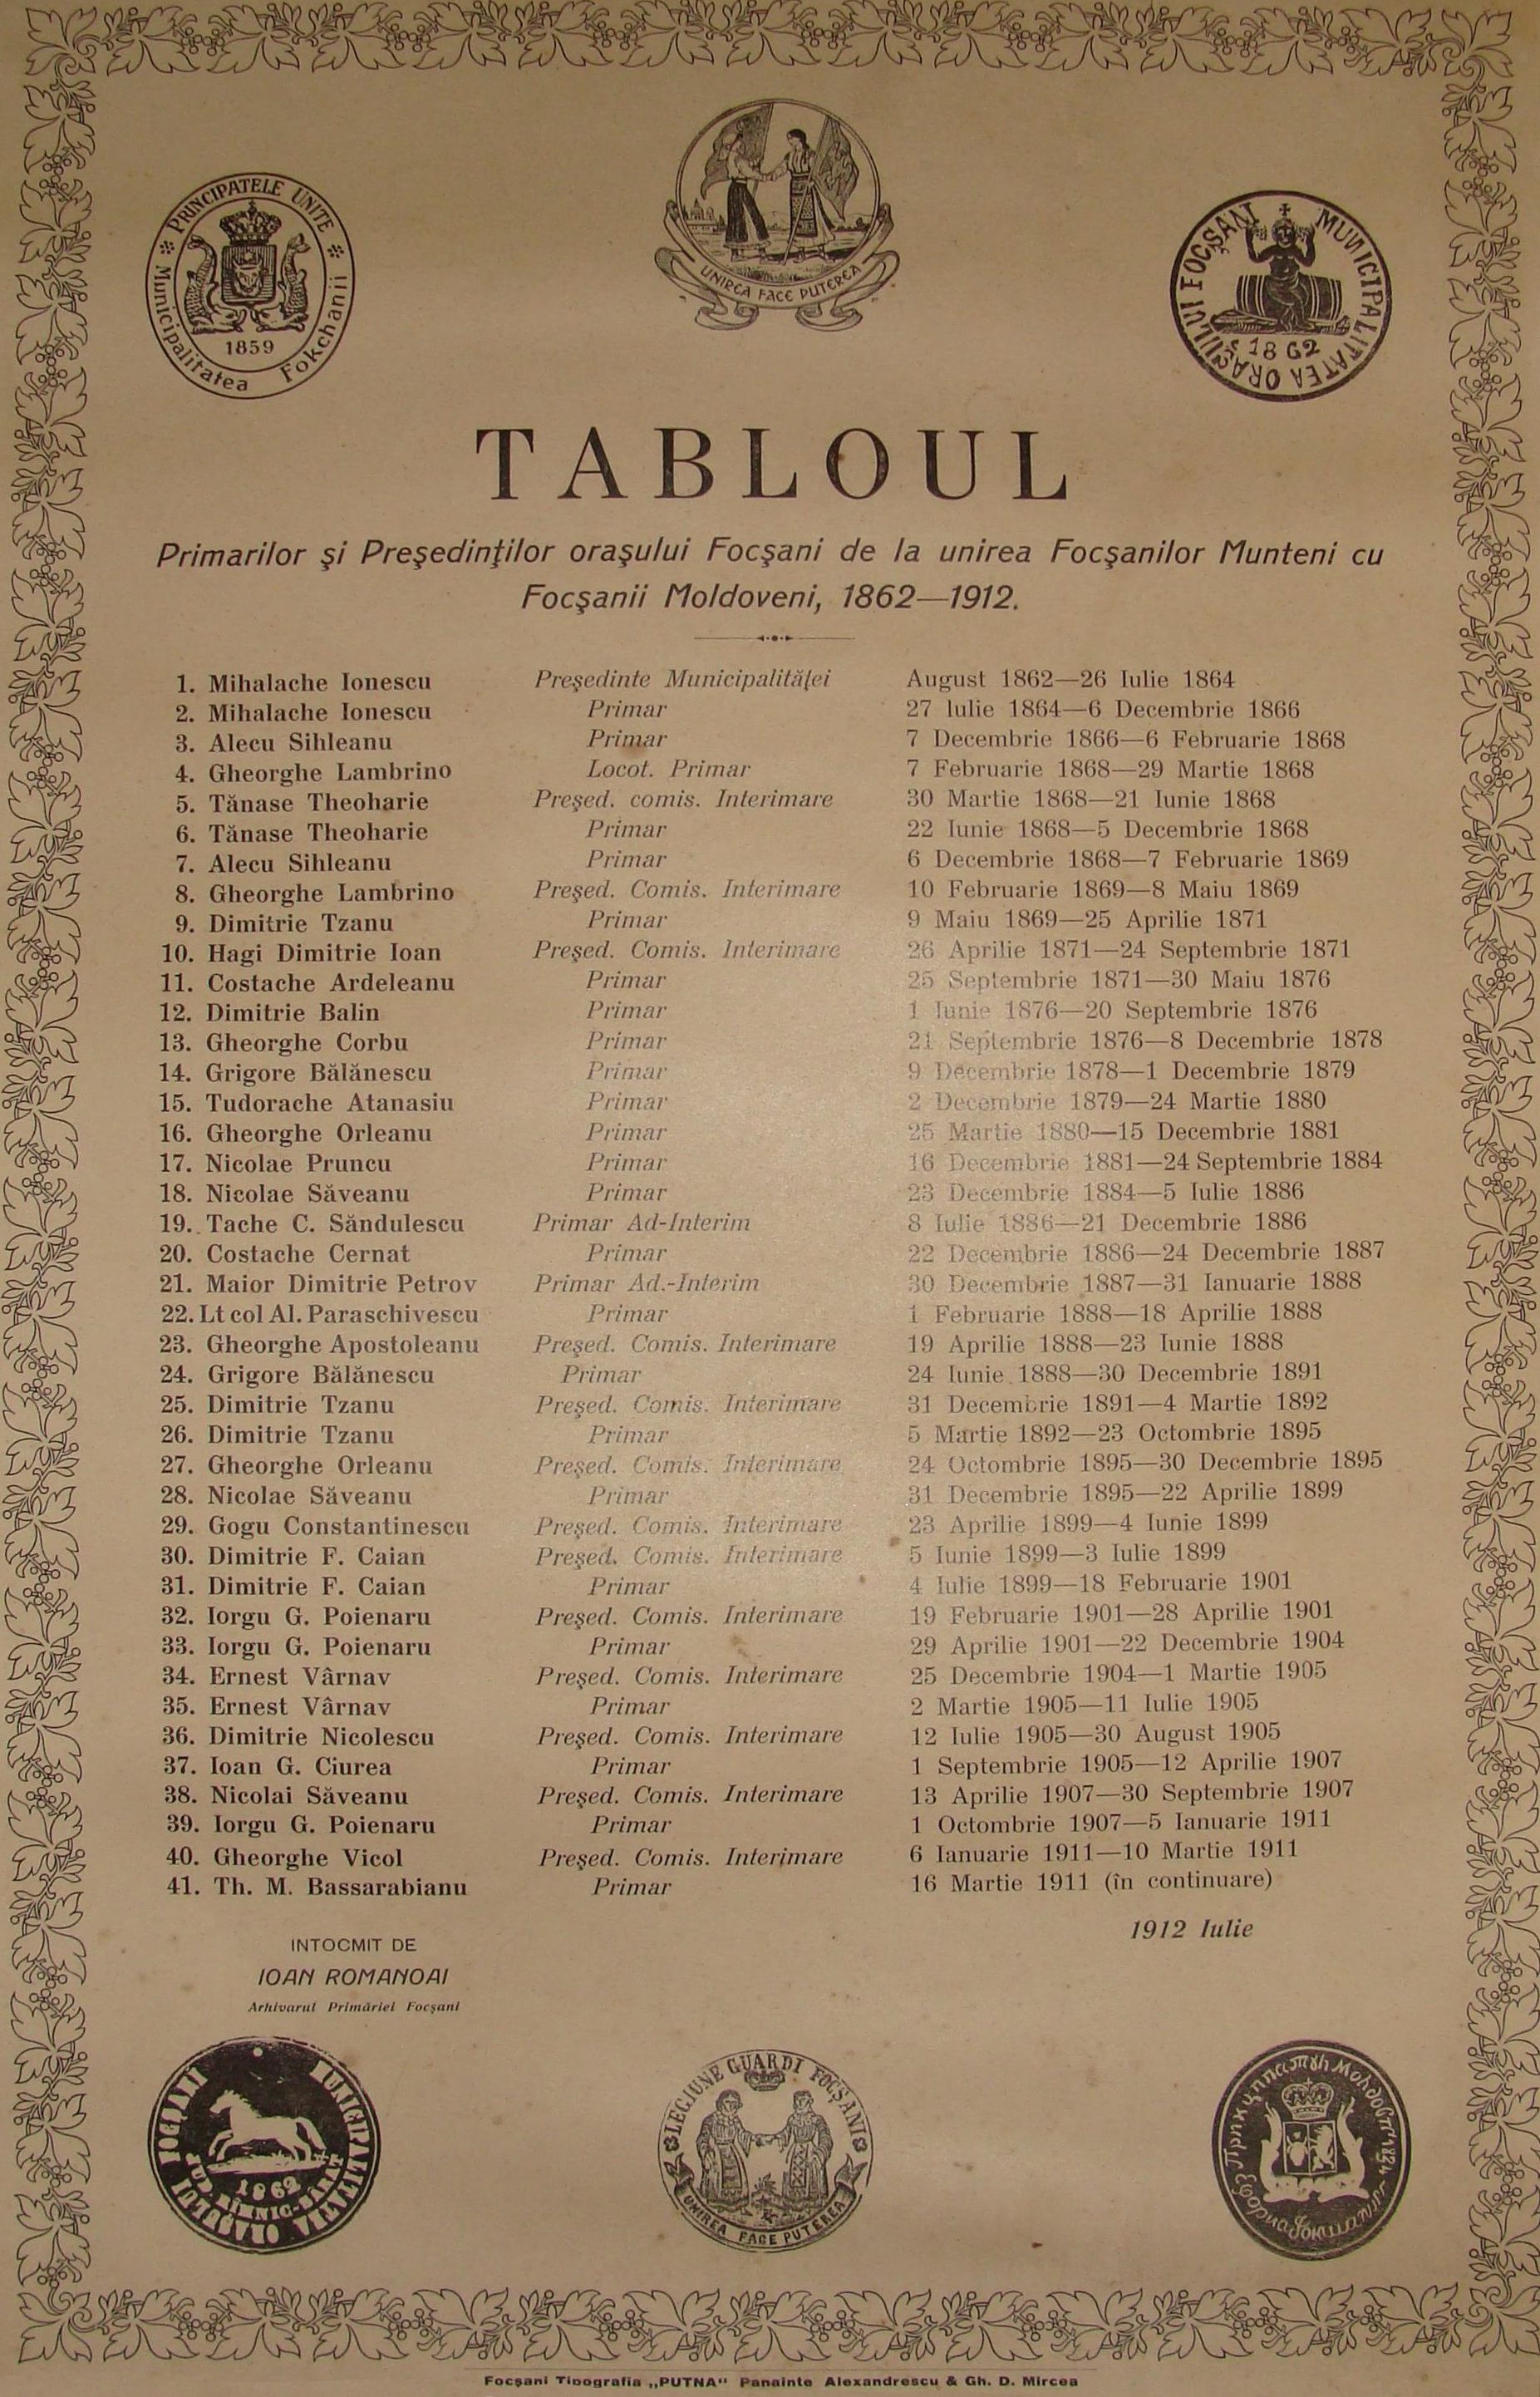 PRINCIPATELE UNITE
Municipalitatea Fokchanii
1859
UNIREA FACE PUTEREA
MUNICIPALITATEA ORAȘULUI FOCȘANI
1862
TABLOUL
Primarilor şi Preşedinţilor oraşului Focşani de la unirea Focşanilor Munteni cu
Focşanii Moldoveni, 1862—1912.
1. Mihalache Ionescu Preşedinte Municipalităţei August 1862—26 Iulie 1864
2. Mihalache Ionescu Primar 27 Iulie 1864—6 Decembrie 1866
3. Alecu Sihleanu Primar 7 Decembrie 1866—6 Februarie 1868
4. Gheorghe Lambrino Locot. Primar 7 Februarie 1868—29 Martie 1868
5. Tănase Theoharie Preşed. comis. Interimare 30 Martie 1868—21 Iunie 1868
6. Tănase Theoharie Primar 22 Iunie 1868—5 Decembrie 1868
7. Alecu Sihleanu Primar 6 Decembrie 1868—7 Februarie 1869
8. Gheorghe Lambrino Preşed. Comis. Interimare 10 Februarie 1869—8 Maiu 1869
9. Dimitrie Tzanu Primar 9 Maiu 1869—25 Aprilie 1871
10. Hagi Dimitrie Ioan Preşed. Comis. Interimare 26 Aprilie 1871—24 Septembrie 1871
11. Costache Ardeleanu Primar 25 Septembrie 1871—30 Maiu 1876
12. Dimitrie Balin Primar 1 Iunie 1876—20 Septembrie 1876
13. Gheorghe Corbu Primar 21 Septembrie 1876—8 Decembrie 1878
14. Grigore Bălănescu Primar 9 Decembrie 1878—1 Decembrie 1879
15. Tudorache Atanasiu Primar 2 Decembrie 1879—24 Martie 1880
16. Gheorghe Orleanu Primar 25 Martie 1880—15 Decembrie 1881
17. Nicolae Pruncu Primar 16 Decembrie 1881—24 Septembrie 1884
18. Nicolae Săveanu Primar 23 Decembrie 1884—5 Iulie 1886
19. Tache C. Săndulescu Primar Ad-Interim 8 Iulie 1886—21 Decembrie 1886
20. Costache Cernat Primar 22 Decembrie 1886—24 Decembrie 1887
21. Maior Dimitrie Petrov Primar Ad.-Interim 30 Decembrie 1887—31 Ianuarie 1888
22. Lt col Al. Paraschivescu Primar 1 Februarie 1888—18 Aprilie 1888
23. Gheorghe Apostoleanu Preşed. Comis. Interimare 19 Aprilie 1888—23 Iunie 1888
24. Grigore Bălănescu Primar 24 Iunie 1888—30 Decembrie 1891
25. Dimitrie Tzanu Preşed. Comis. Interimare 31 Decembrie 1891—4 Martie 1892
26. Dimitrie Tzanu Primar 5 Martie 1892—23 Octombrie 1895
27. Gheorghe Orleanu Preşed. Comis. Interimare 24 Octombrie 1895—30 Decembrie 1895
28. Nicolae Săveanu Primar 31 Decembrie 1895—22 Aprilie 1899
29. Gogu Constantinescu Preşed. Comis. Interimare 23 Aprilie 1899—4 Iunie 1899
30. Dimitrie F. Caian Preşed. Comis. Interimare 5 Iunie 1899—3 Iulie 1899
31. Dimitrie F. Caian Primar 4 Iulie 1899—18 Februarie 1901
32. Iorgu G. Poienaru Preşed. Comis. Interimare 19 Februarie 1901—28 Aprilie 1901
33. Iorgu G. Poienaru Primar 29 Aprilie 1901—22 Decembrie 1904
34. Ernest Vârnav Preşed. Comis. Interimare 25 Decembrie 1904—1 Martie 1905
35. Ernest Vârnav Primar 2 Martie 1905—11 Iulie 1905
36. Dimitrie Nicolescu Preşed. Comis. Interimare 12 Iulie 1905—30 August 1905
37. Ioan G. Ciurea Primar 1 Septembrie 1905—12 Aprilie 1907
38. Nicolai Săveanu Preşed. Comis. Interimare 13 Aprilie 1907—30 Septembrie 1907
39. Iorgu G. Poienaru Primar 1 Octombrie 1907—5 Ianuarie 1911
40. Gheorghe Vicol Preşed. Comis. Interimare 6 Ianuarie 1911—10 Martie 1911
41. Th. M. Bassarabianu Primar 16 Martie 1911 (în continuare)
1912 Iulie
INTOCMIT DE
IOAN ROMANOAI
Arhivarul Primăriei Focşani
1862
LEGIUNE GUARDI FOCȘANI
UNIREA FACE PUTEREA
Focşani Tipografia „PUTNA“ Panainte Alexandrescu & Gh. D. Mircea